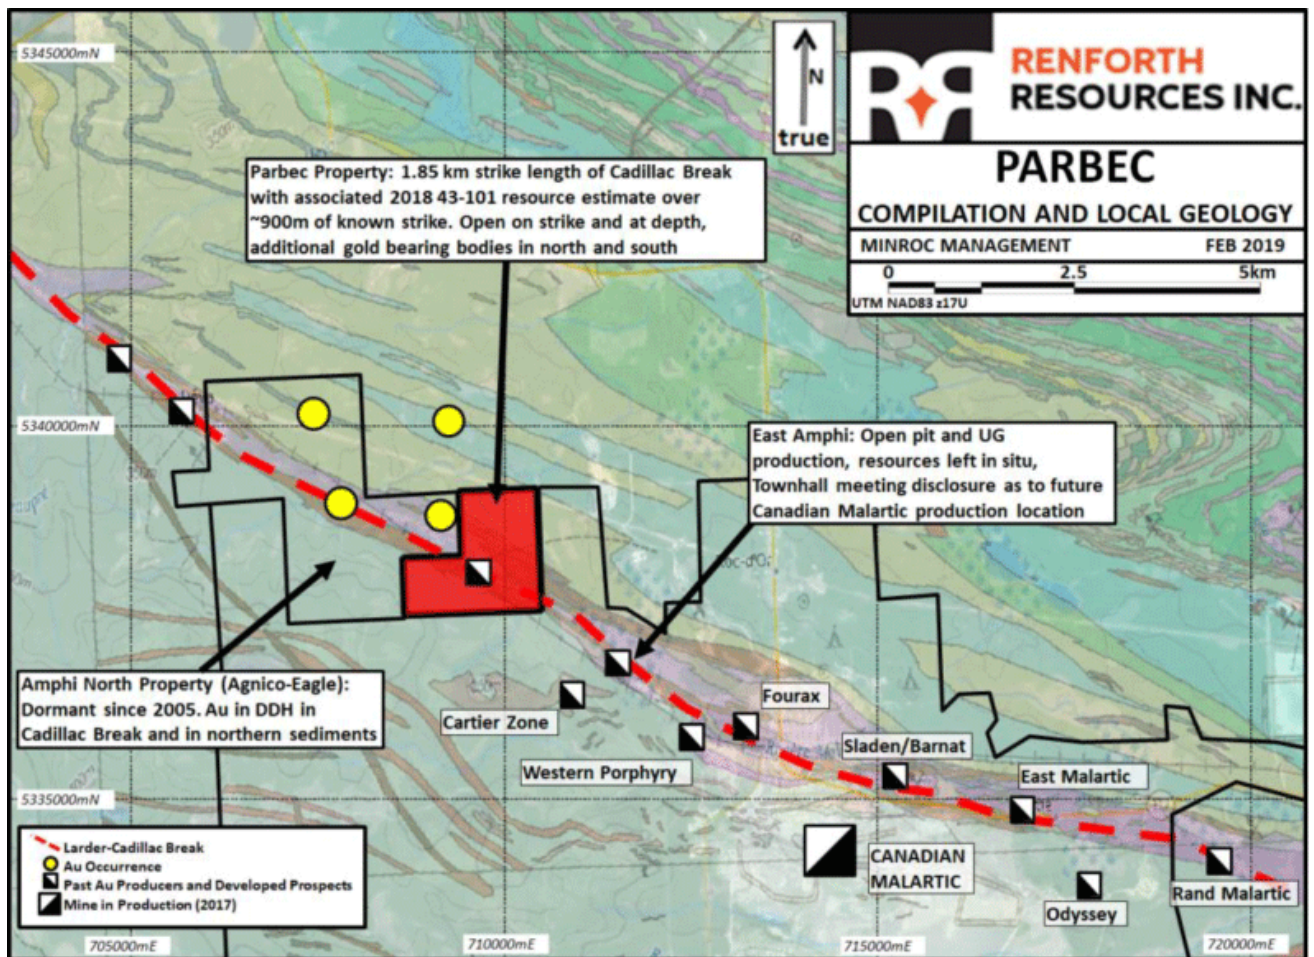 5345000mN
N
true
RENFORTH
RESOURCES INC.
PARBEC
COMPILATION AND LOCAL GEOLOGY
MINROC MANAGEMENT FEB 2019
0 2.5 5km
UTM NAD83 z17U
Parbec Property: 1.85 km strike length of Cadillac Break
with associated 2018 43-101 resource estimate over
~900m of known strike. Open on strike and at depth,
additional gold bearing bodies in north and south
5340000mN
East Amphi: Open pit and UG
production, resources left in situ,
Townhall meeting disclosure as to future
Canadian Malartic production location
Amphi North Property (Agnico-Eagle):
Dormant since 2005. Au in DDH in
Cadillac Break and in northern sediments
Cartier Zone
Fourax
Western Porphyry
Sladen/Barnat
East Malartic
5335000mN
CANADIAN
MALARTIC
Odyssey
Rand Malartic
Larder-Cadillac Break
Au Occurrence
Past Au Producers and Developed Prospects
Mine in Production (2017)
705000mE
710000mE
715000mE
720000mE